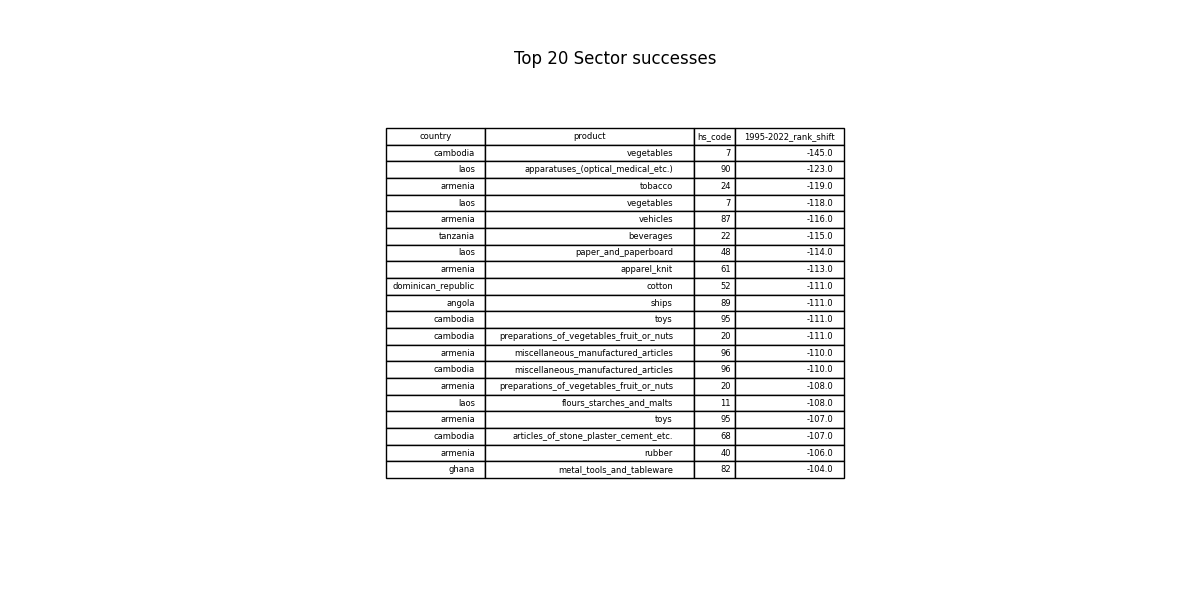 Top 20 Sector successes
country product hs_code 1995-2022_rank_shift
cambodia vegetables 7 -145.0
laos apparatuses_(optical_medical_etc.) 90 -123.0
armenia tobacco 24 -119.0
laos vegetables 7 -118.0
armenia vehicles 87 -116.0
tanzania beverages 22 -115.0
laos paper_and_paperboard 48 -114.0
armenia apparel_knit 61 -113.0
dominican_republic cotton 52 -111.0
angola ships 89 -111.0
cambodia toys 95 -111.0
cambodia preparations_of_vegetables_fruit_or_nuts 20 -111.0
armenia miscellaneous_manufactured_articles 96 -110.0
cambodia miscellaneous_manufactured_articles 96 -110.0
armenia preparations_of_vegetables_fruit_or_nuts 20 -108.0
laos flours_starches_and_malts 11 -108.0
armenia toys 95 -107.0
cambodia articles_of_stone_plaster_cement_etc. 68 -107.0
armenia rubber 40 -106.0
ghana metal_tools_and_tableware 82 -104.0